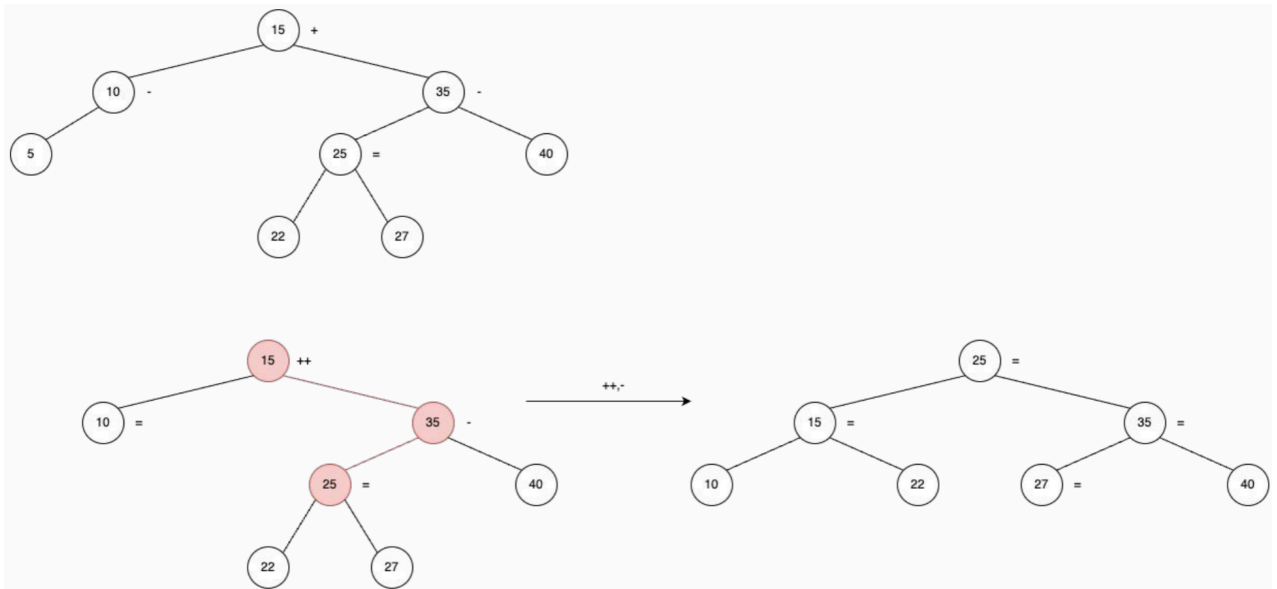 15 +
10 - 35 -
5 25 = 40
22 27
15 ++ 25 =
++,-
10 = 35 - 15 = 35 =
25 = 40 10 22 27 = 40
22 27